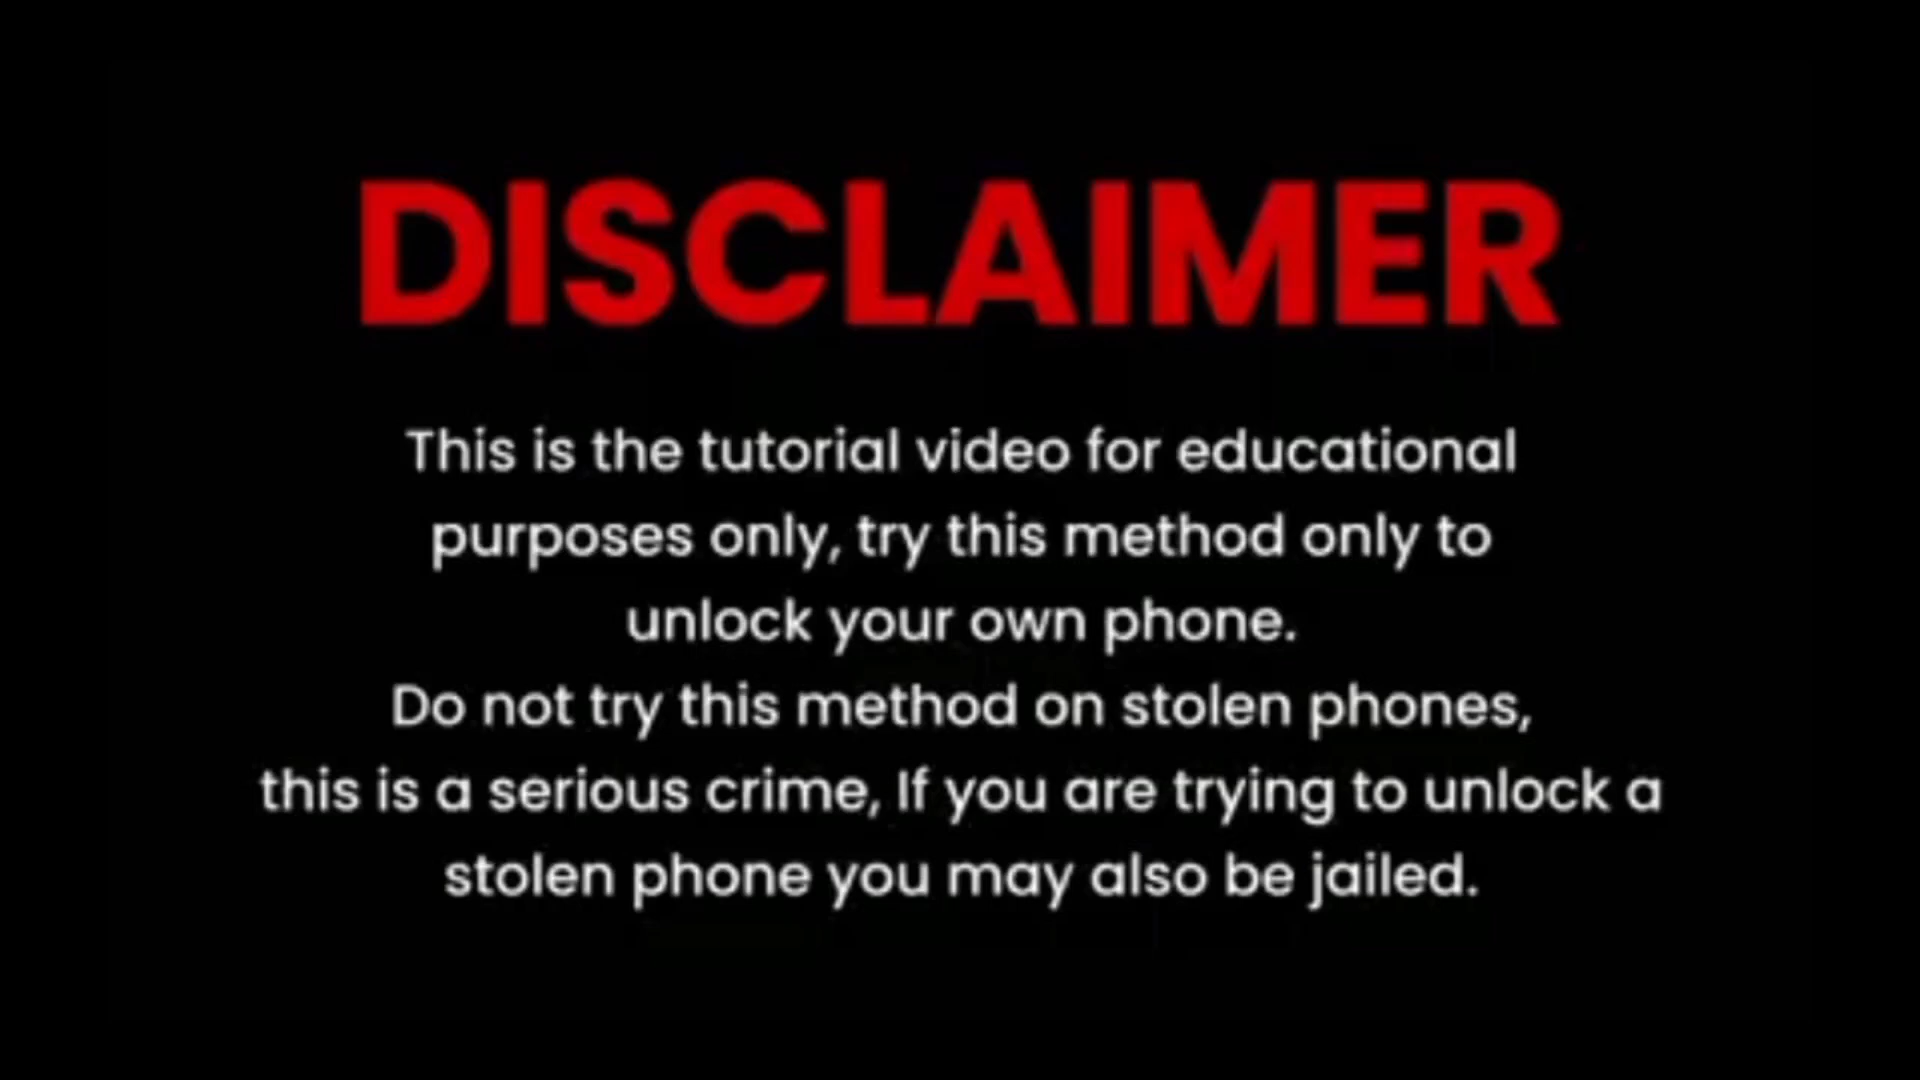 DISCLAIMER
This is the tutorial video for educational
purposes only, try this method only to
unlock your own phone.
Do not try this method on stolen phones,
this is a serious crime, If you are trying to unlock a
stolen phone you may also be jailed.